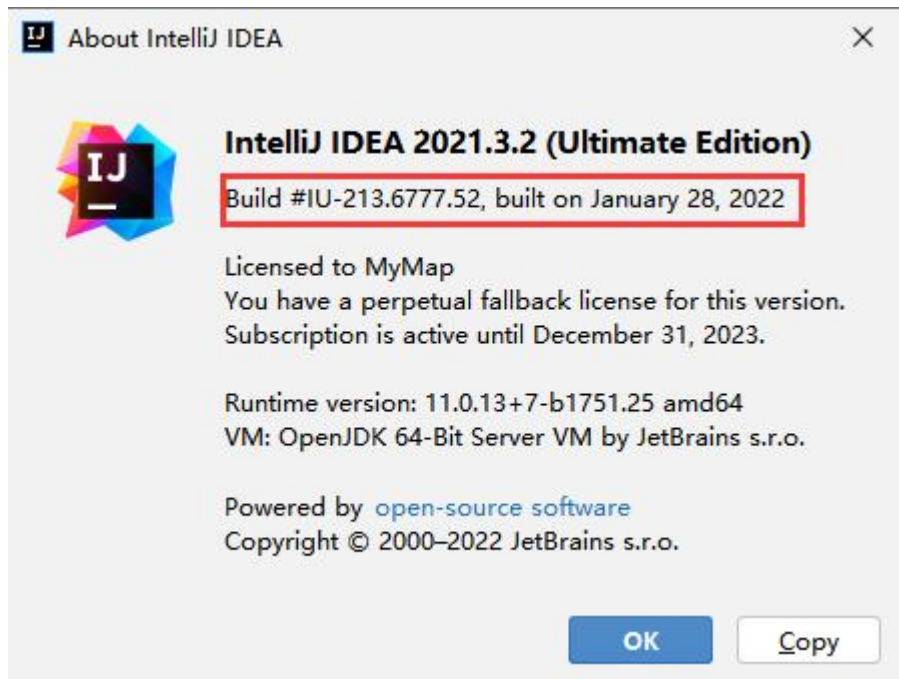 About IntelliJ IDEA
IJ
IntelliJ IDEA 2021.3.2 (Ultimate Edition)
Build #IU-213.6777.52, built on January 28, 2022
Licensed to MyMap
You have a perpetual fallback license for this version.
Subscription is active until December 31, 2023.
Runtime version: 11.0.13+7-b1751.25 amd64
VM: OpenJDK 64-Bit Server VM by JetBrains s.r.o.
Powered by open-source software
Copyright © 2000–2022 JetBrains s.r.o.
OK
Copy